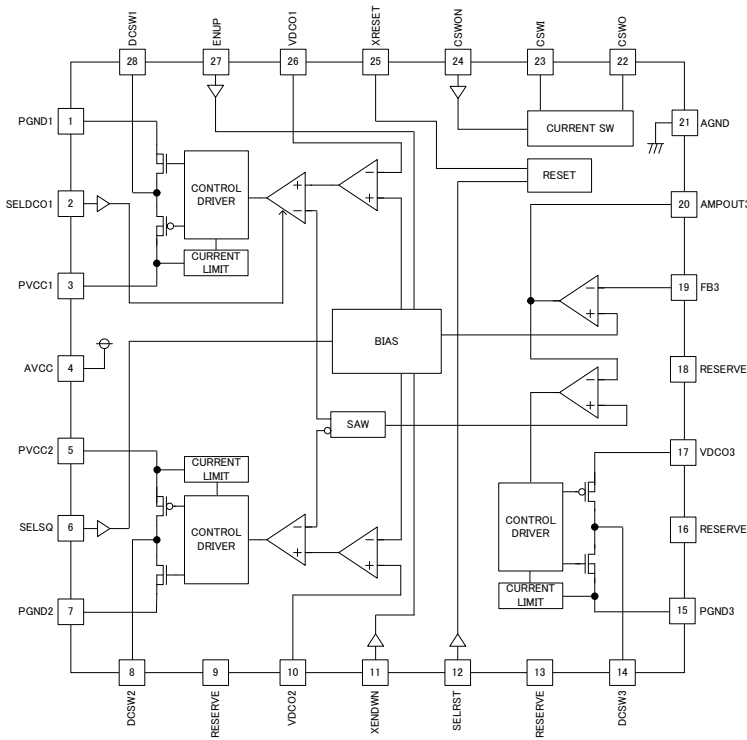 DCSW1
ENUP
VDCO1
XRESET
CSWON
CSWI
CSWO
28
27
26
25
24
23
22
PGND1
1
CURRENT SW
21
AGND
CONTROL
DRIVER
−
+
+
−
RESET
SELDCO1
2
20
AMPOUT3
CURRENT
LIMIT
PVCC1
3
−
+
19
FB3
BIAS
AVCC
4
18
RESERVE
−
+
SAW
PVCC2
5
CURRENT
LIMIT
17
VDCO3
SELSQ
6
CONTROL
DRIVER
−
+
−
+
CONTROL
DRIVER
16
RESERVE
PGND2
7
CURRENT
LIMIT
15
PGND3
8
9
10
11
12
13
14
DCSW2
RESERVE
VDCO2
XENDWN
SELRST
RESERVE
DCSW3